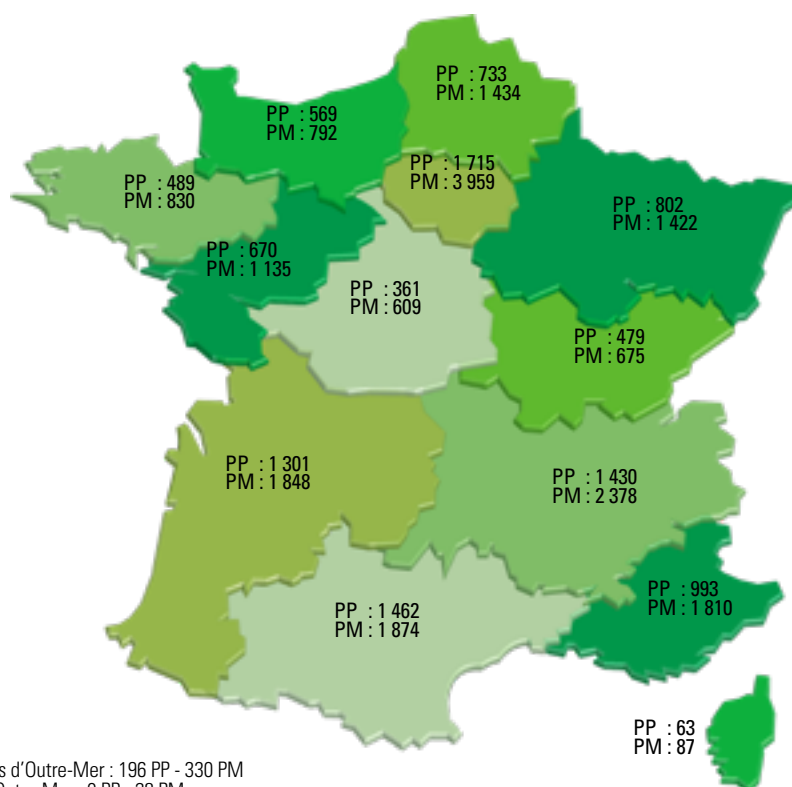 PP : 733
PM : 1 434
PP : 569
PM : 792
PP : 1 715
PM : 3 959
PP : 489
PM : 830
PP : 802
PM : 1 422
PP : 670
PM : 1 135
PP : 361
PM : 609
PP : 479
PM : 675
PP : 1 301
PM : 1 848
PP : 1 430
PM : 2 378
PP : 993
PM : 1 810
PP : 1 462
PM : 1 874
PP : 63
PM : 87
s d'Outre-Mer : 196 PP - 330 PM